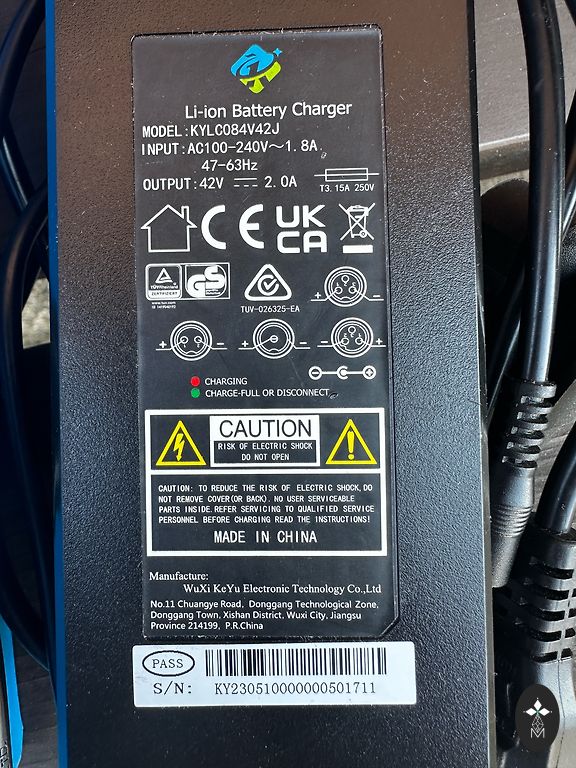 Li-ion Battery Charger
MODEL:KYLC084V42J
INPUT:AC100-240V～1.8A
47-63Hz
OUTPUT:42V ⎓ 2.0A
T3.15A 250V
CE UK
CA
TÜVRheinland
ZERTIFIZIERT
GS
TUV-026325-EA
CHARGING
CHARGE-FULL OR DISCONNECT
CAUTION
RISK OF ELECTRIC SHOCK
DO NOT OPEN
CAUTION: TO REDUCE THE RISK OF ELECTRIC SHOCK,DO
NOT REMOVE COVER(OR BACK). NO USER SERVICEABLE
PARTS INSIDE.REFER SERVICING TO QUALIFIED SERVICE
PERSONNEL BEFORE CHARGING READ THE INSTRUCTIONS!
MADE IN CHINA
Manufacture:
WuXi KeYu Electronic Technology Co.,Ltd
No.11 Chuangye Road, Donggang Technological Zone,
Donggang Town, Xishan District, Wuxi City, Jiangsu
Province 214199, P.R.China
PASS
S/N: KY230510000000501711
M